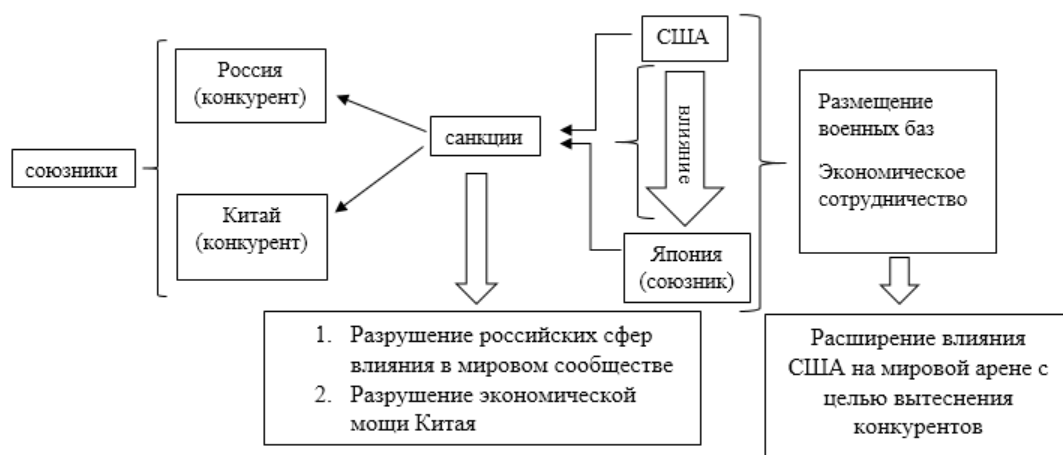 союзники
Россия
(конкурент)
Китай
(конкурент)
санкции
США
влияние
Япония
(союзник)
Размещение
военных баз
Экономическое
сотрудничество
1. Разрушение российских сфер
влияния в мировом сообществе
2. Разрушение экономической
мощи Китая
Расширение влияния
США на мировой арене с
целью вытеснения
конкурентов